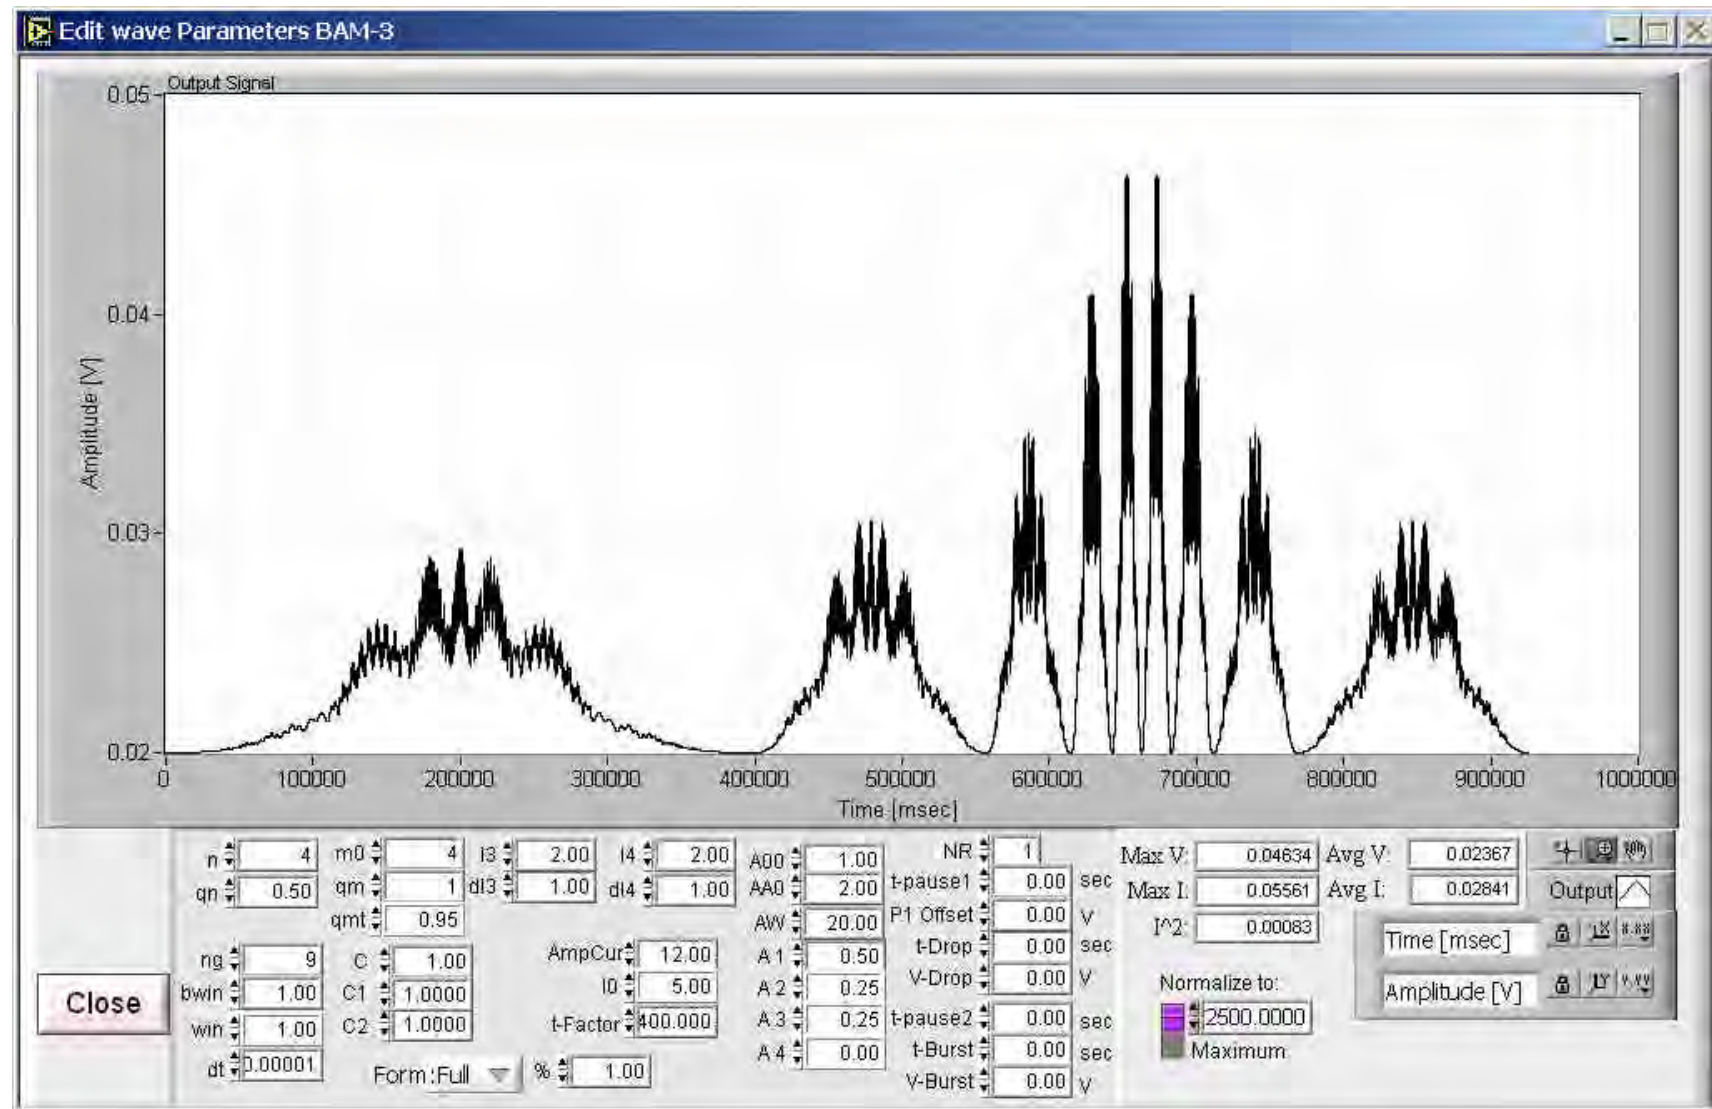 Edit wave Parameters BAM-3
Output Signal
0.05
0.04
0.03
0.02
Amplitude [V]
0 100000 200000 300000 400000 500000 600000 700000 800000 900000 1000000
Time [msec]
n 4 m0 4 I3 2.00 I4 2.00 A00 1.00 NR 1 Max V: 0.04634 Avg V: 0.02367
qn 0.50 qm 1 dI3 1.00 dI4 1.00 AA0 2.00 t-pause1 0.00 sec Max I: 0.05561 Avg I: 0.02841 Output
qmt 0.95 AW 20.00 P1 Offset 0.00 V I^2: 0.00083
ng 9 C 1.00 AmpCur 12.00 A 1 0.50 t-Drop 0.00 sec Time [msec]
bwin 1.00 C1 1.0000 I0 5.00 A 2 0.25 V-Drop 0.00 V Normalize to: Amplitude [V]
Close win 1.00 C2 1.0000 t-Factor 400.000 A 3 0.25 t-pause2 0.00 sec 2500.0000
dt 0.00001 Form:Full % 1.00 A 4 0.00 t-Burst 0.00 sec Maximum
V-Burst 0.00 V